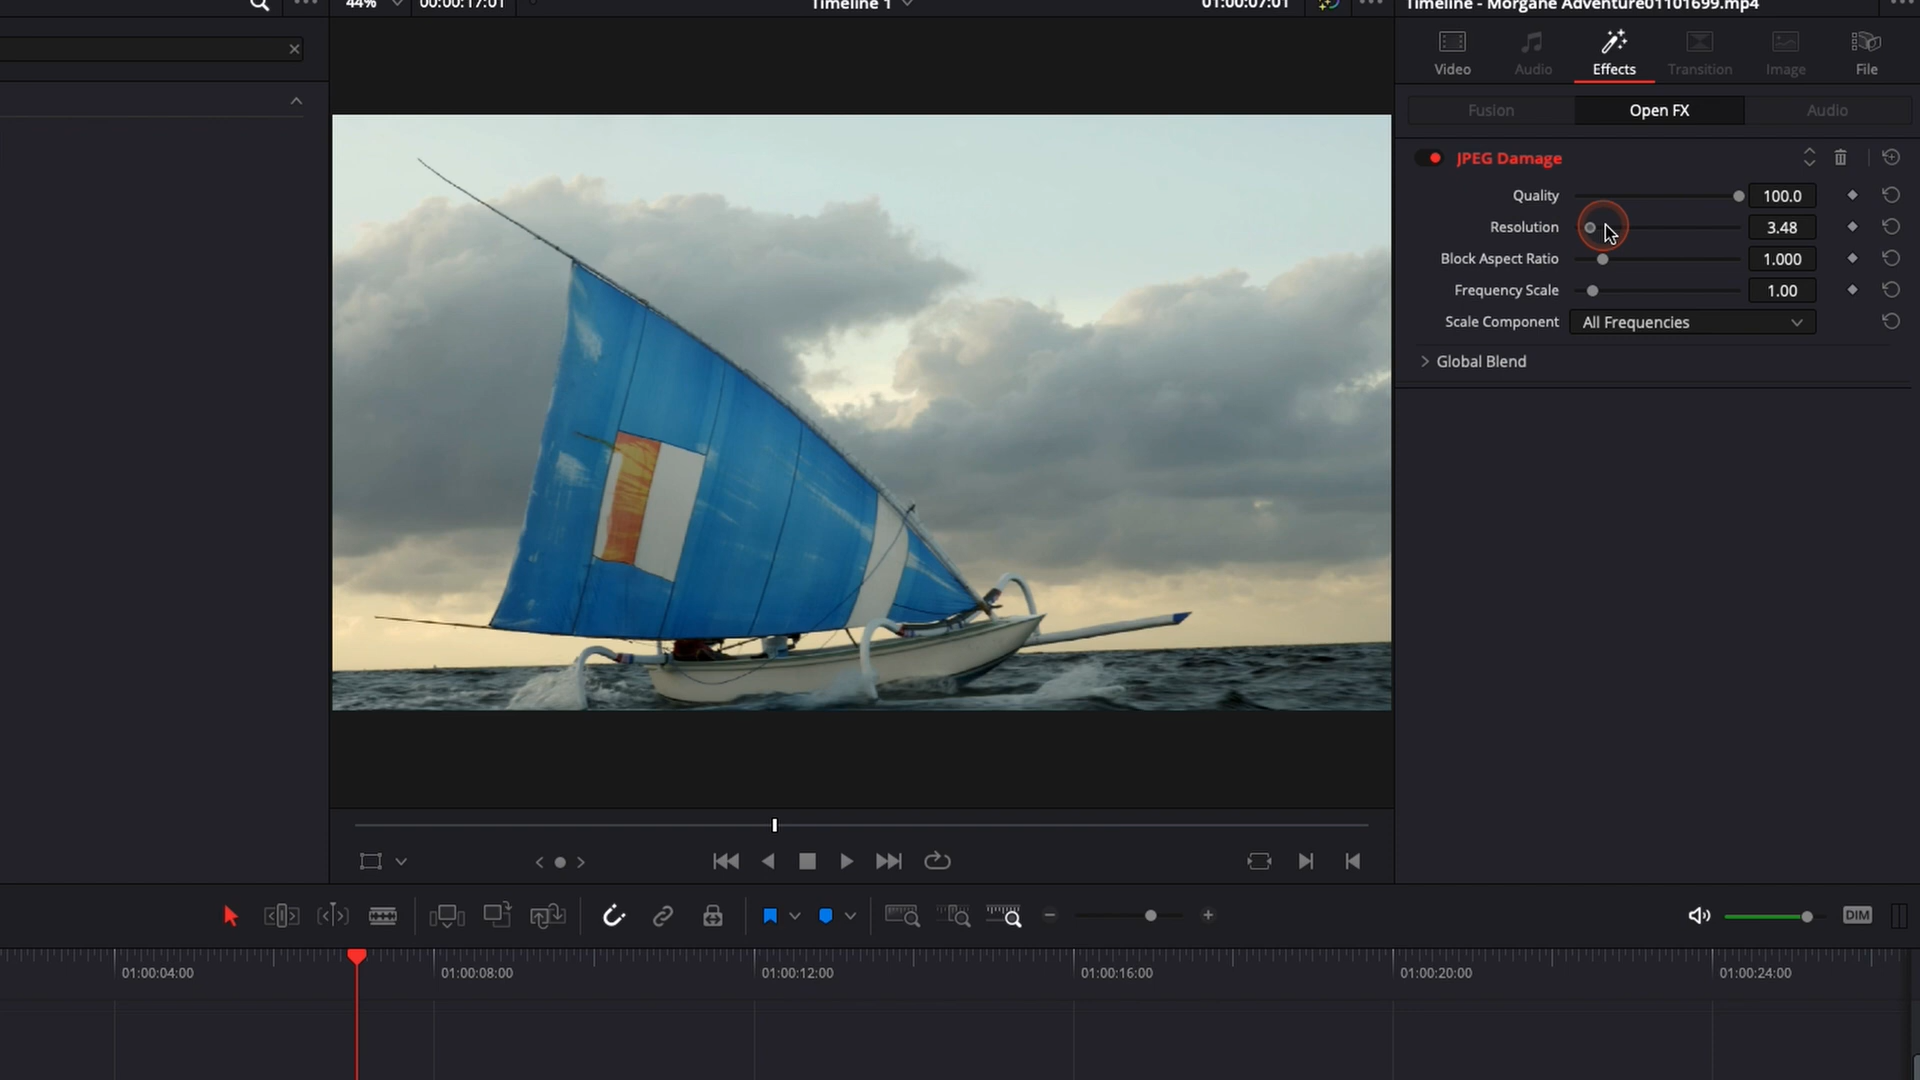 44%
00:00:17:01
Timeline 1
01:00:07:01
Timeline - Morgane Adventure01101699.mp4
Video
Audio
Effects
Transition
Image
File
Fusion
Open FX
Audio
JPEG Damage
Quality
100.0
Resolution
3.48
Block Aspect Ratio
1.000
Frequency Scale
1.00
Scale Component
All Frequencies
Global Blend
DIM
01:00:04:00
01:00:08:00
01:00:12:00
01:00:16:00
01:00:20:00
01:00:24:00